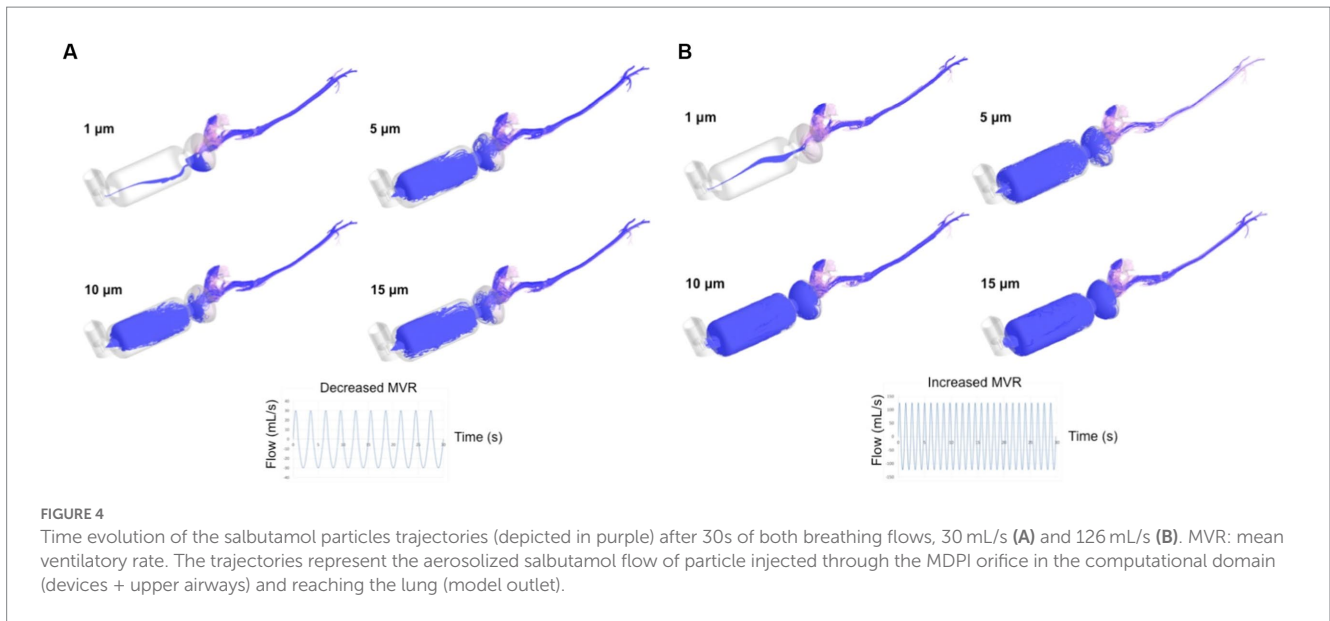 A
B
1 µm
5 µm
1 µm
5 µm
10 µm
15 µm
10 µm
15 µm
Decreased MVR
Flow (mL/s)
Time (s)
Increased MVR
Flow (mL/s)
Time (s)
FIGURE 4
Time evolution of the salbutamol particles trajectories (depicted in purple) after 30s of both breathing flows, 30 mL/s (A) and 126 mL/s (B). MVR: mean
ventilatory rate. The trajectories represent the aerosolized salbutamol flow of particle injected through the MDPI orifice in the computational domain
(devices + upper airways) and reaching the lung (model outlet).